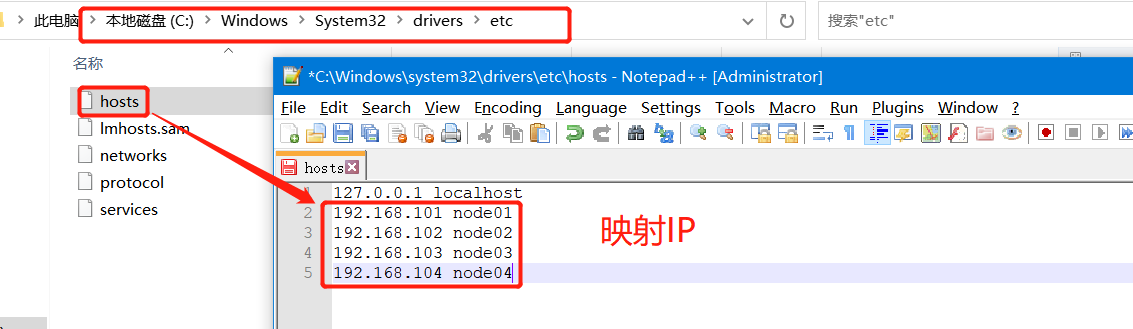 此电脑 本地磁盘 (C:) Windows System32 drivers etc
搜索"etc"
名称
hosts
lmhosts.sam
networks
protocol
services
*C:\Windows\system32\drivers\etc\hosts - Notepad++ [Administrator]
File Edit Search View Encoding Language Settings Tools Macro Run Plugins Window ?
hosts
1 127.0.0.1 localhost
2 192.168.101 node01
3 192.168.102 node02
4 192.168.103 node03
5 192.168.104 node04
映射IP